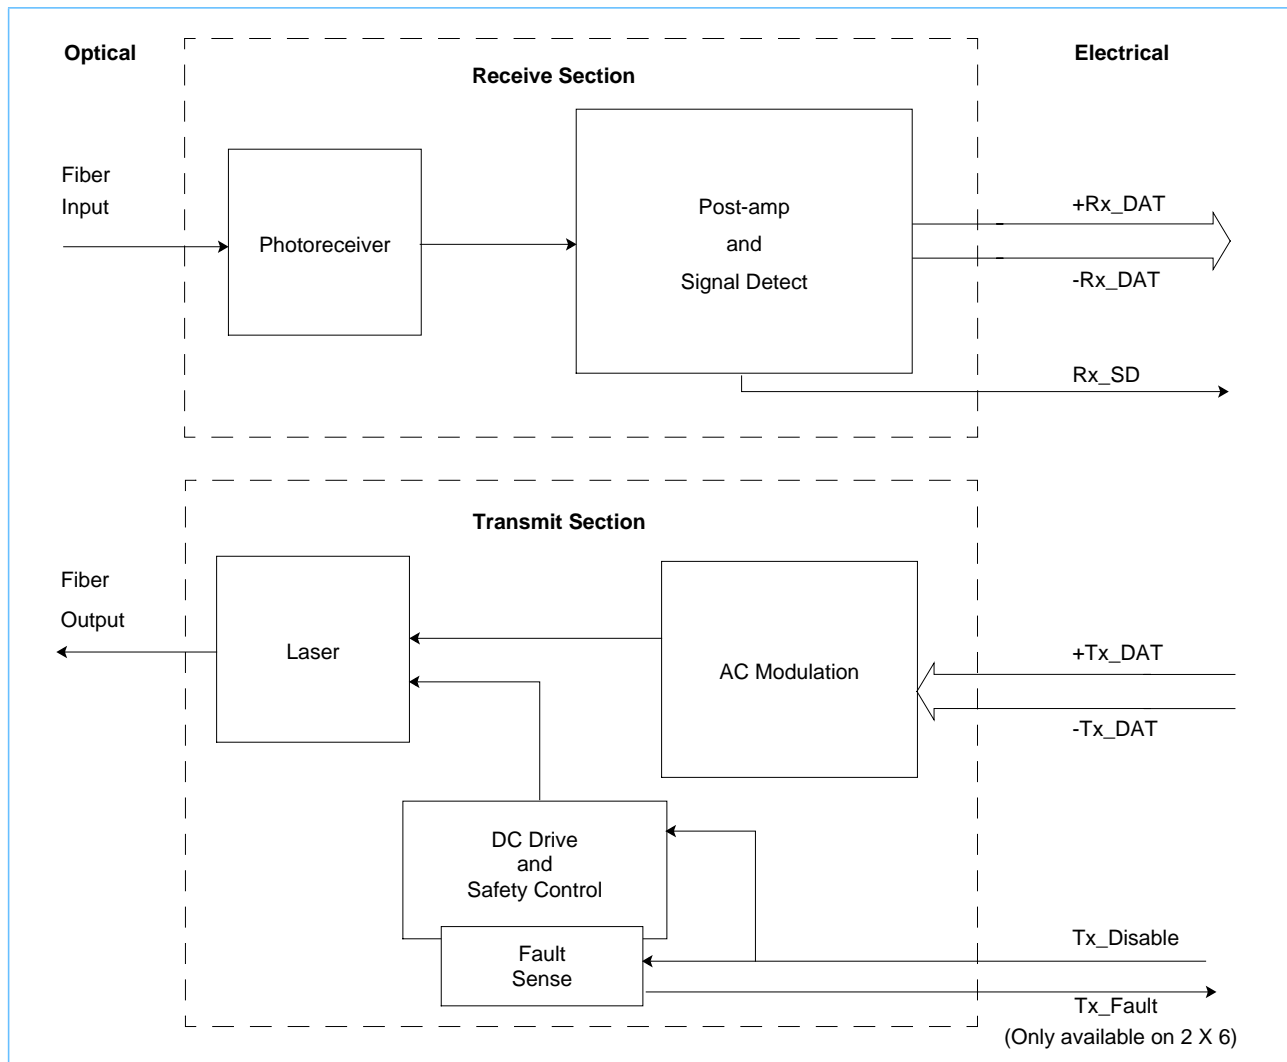 Optical
Electrical
Receive Section
Fiber
Input
Photoreceiver
Post-amp
and
Signal Detect
+Rx_DAT
-Rx_DAT
Rx_SD
Transmit Section
Fiber
Output
Laser
AC Modulation
+Tx_DAT
-Tx_DAT
DC Drive
and
Safety Control
Fault
Sense
Tx_Disable
Tx_Fault
(Only available on 2 X 6)